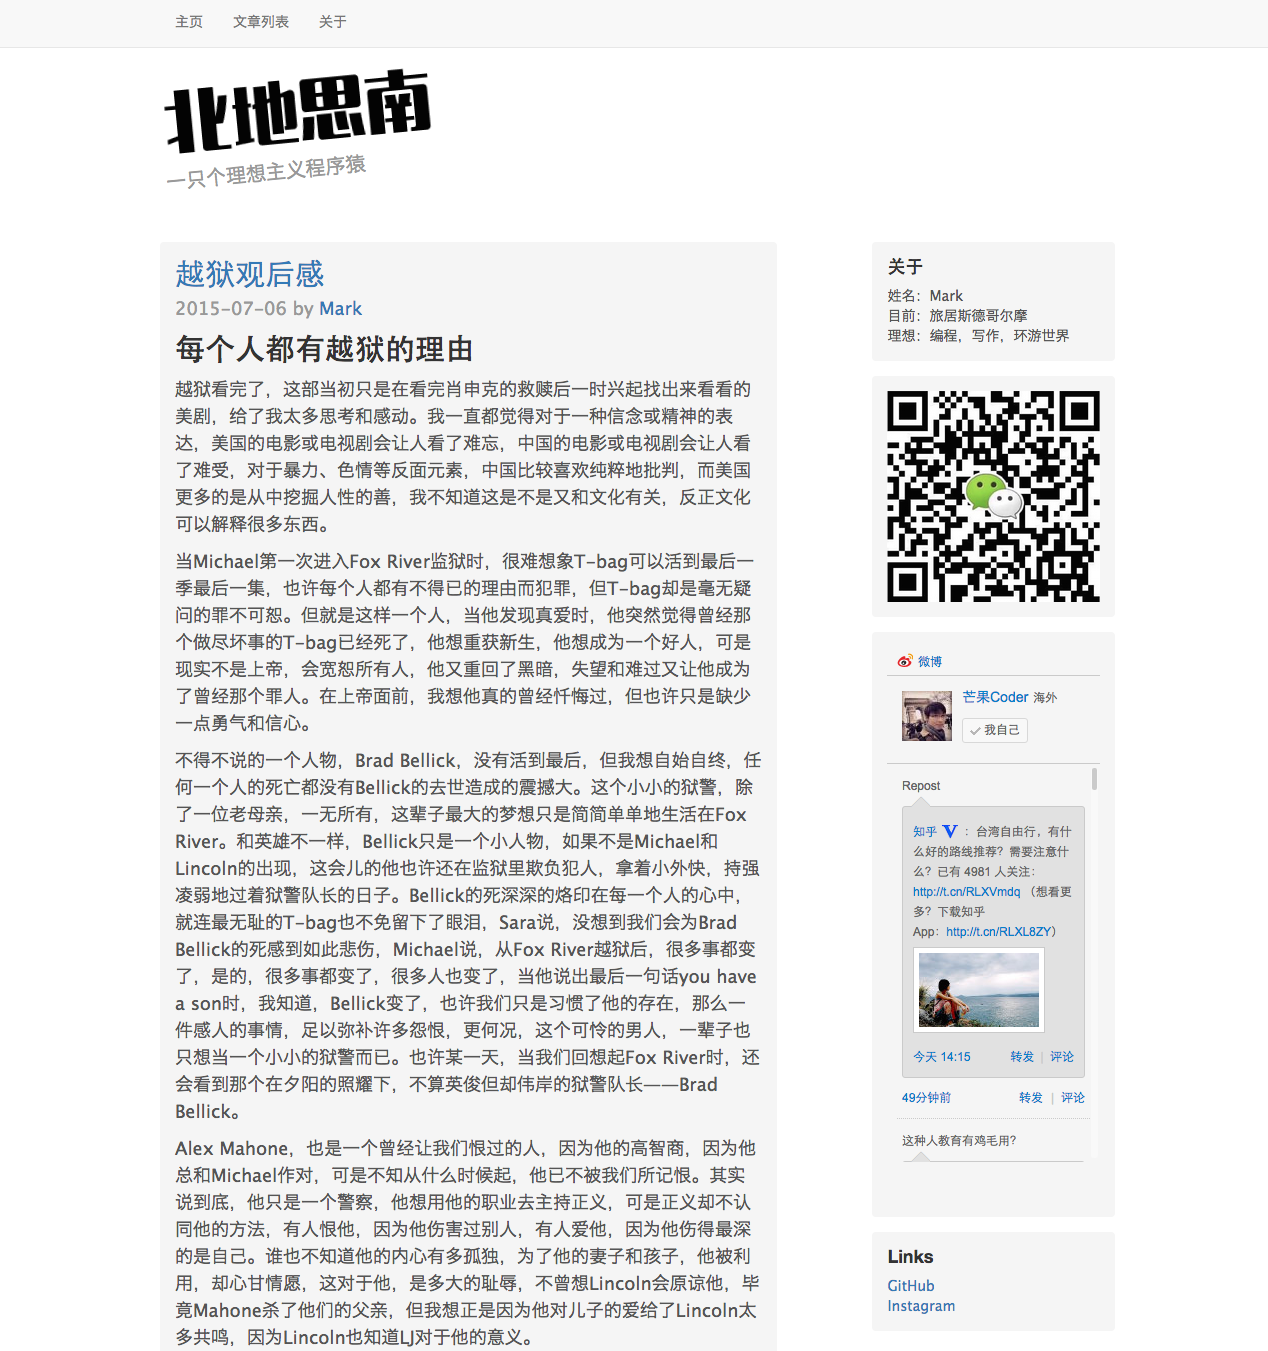 主页 文章列表 关于
北地思南
一只个理想主义程序猿
越狱观后感
2015-07-06 by Mark
每个人都有越狱的理由
越狱看完了，这部当初只是在看完肖申克的救赎后一时兴起找出来看看的
美剧，给了我太多思考和感动。我一直都觉得对于一种信念或精神的表
达，美国的电影或电视剧会让人看了难忘，中国的电影或电视剧会让人看
了难受，对于暴力、色情等反面元素，中国比较喜欢纯粹地批判，而美国
更多的是从中挖掘人性的善，我不知道这是不是又和文化有关，反正文化
可以解释很多东西。
当Michael第一次进入Fox River监狱时，很难想象T-bag可以活到最后一
季最后一集，也许每个人都有不得已的理由而犯罪，但T-bag却是毫无疑
问的罪不可恕。但就是这样一个人，当他发现真爱时，他突然觉得曾经那
个做尽坏事的T-bag已经死了，他想重获新生，他想成为一个好人，可是
现实不是上帝，会宽恕所有人，他又重回了黑暗，失望和难过又让他成为
了曾经那个罪人。在上帝面前，我想他真的曾经忏悔过，但也许只是缺少
一点勇气和信心。
不得不说的一个人物，Brad Bellick，没有活到最后，但我想自始自终，任
何一个人的死亡都没有Bellick的去世造成的震撼大。这个小小的狱警，除
了一位老母亲，一无所有，这辈子最大的梦想只是简简单单地生活在Fox
River。和英雄不一样，Bellick只是一个小人物，如果不是Michael和
Lincoln的出现，这会儿的他也许还在监狱里欺负犯人，拿着小外快，持强
凌弱地过着狱警队长的日子。Bellick的死深深的烙印在每一个人的心中，
就连最无耻的T-bag也不免留下了眼泪，Sara说，没想到我们会为Brad
Bellick的死感到如此悲伤，Michael说，从Fox River越狱后，很多事都变
了，是的，很多事都变了，很多人也变了，当他说出最后一句话you have
a son时，我知道，Bellick变了，也许我们只是习惯了他的存在，那么一
件感人的事情，足以弥补许多怨恨，更何况，这个可怜的男人，一辈子也
只想当一个小小的狱警而已。也许某一天，当我们回想起Fox River时，还
会看到那个在夕阳的照耀下，不算英俊但却伟岸的狱警队长——Brad
Bellick。
Alex Mahone，也是一个曾经让我们恨过的人，因为他的高智商，因为他
总和Michael作对，可是不知从什么时候起，他已不被我们所记恨。其实
说到底，他只是一个警察，他想用他的职业去主持正义，可是正义却不认
同他的方法，有人恨他，因为他伤害过别人，有人爱他，因为他伤得最深
的是自己。谁也不知道他的内心有多孤独，为了他的妻子和孩子，他被利
用，却心甘情愿，这对于他，是多大的耻辱，不曾想Lincoln会原谅他，毕
竟Mahone杀了他们的父亲，但我想正是因为他对儿子的爱给了Lincoln太
多共鸣，因为Lincoln也知道LJ对于他的意义。
关于
姓名：Mark
目前：旅居斯德哥尔摩
理想：编程，写作，环游世界
微博
芒果Coder 海外
我自己
Repost
知乎 V ：台湾自由行，有什
么好的路线推荐？需要注意什
么？已有 4981 人关注：
http://t.cn/RLXVmdq （想看更
多？下载知乎
App：http://t.cn/RLXL8ZY）
今天 14:15 转发 | 评论
49分钟前 转发 | 评论
这种人教育有鸡毛用？
Links
GitHub
Instagram